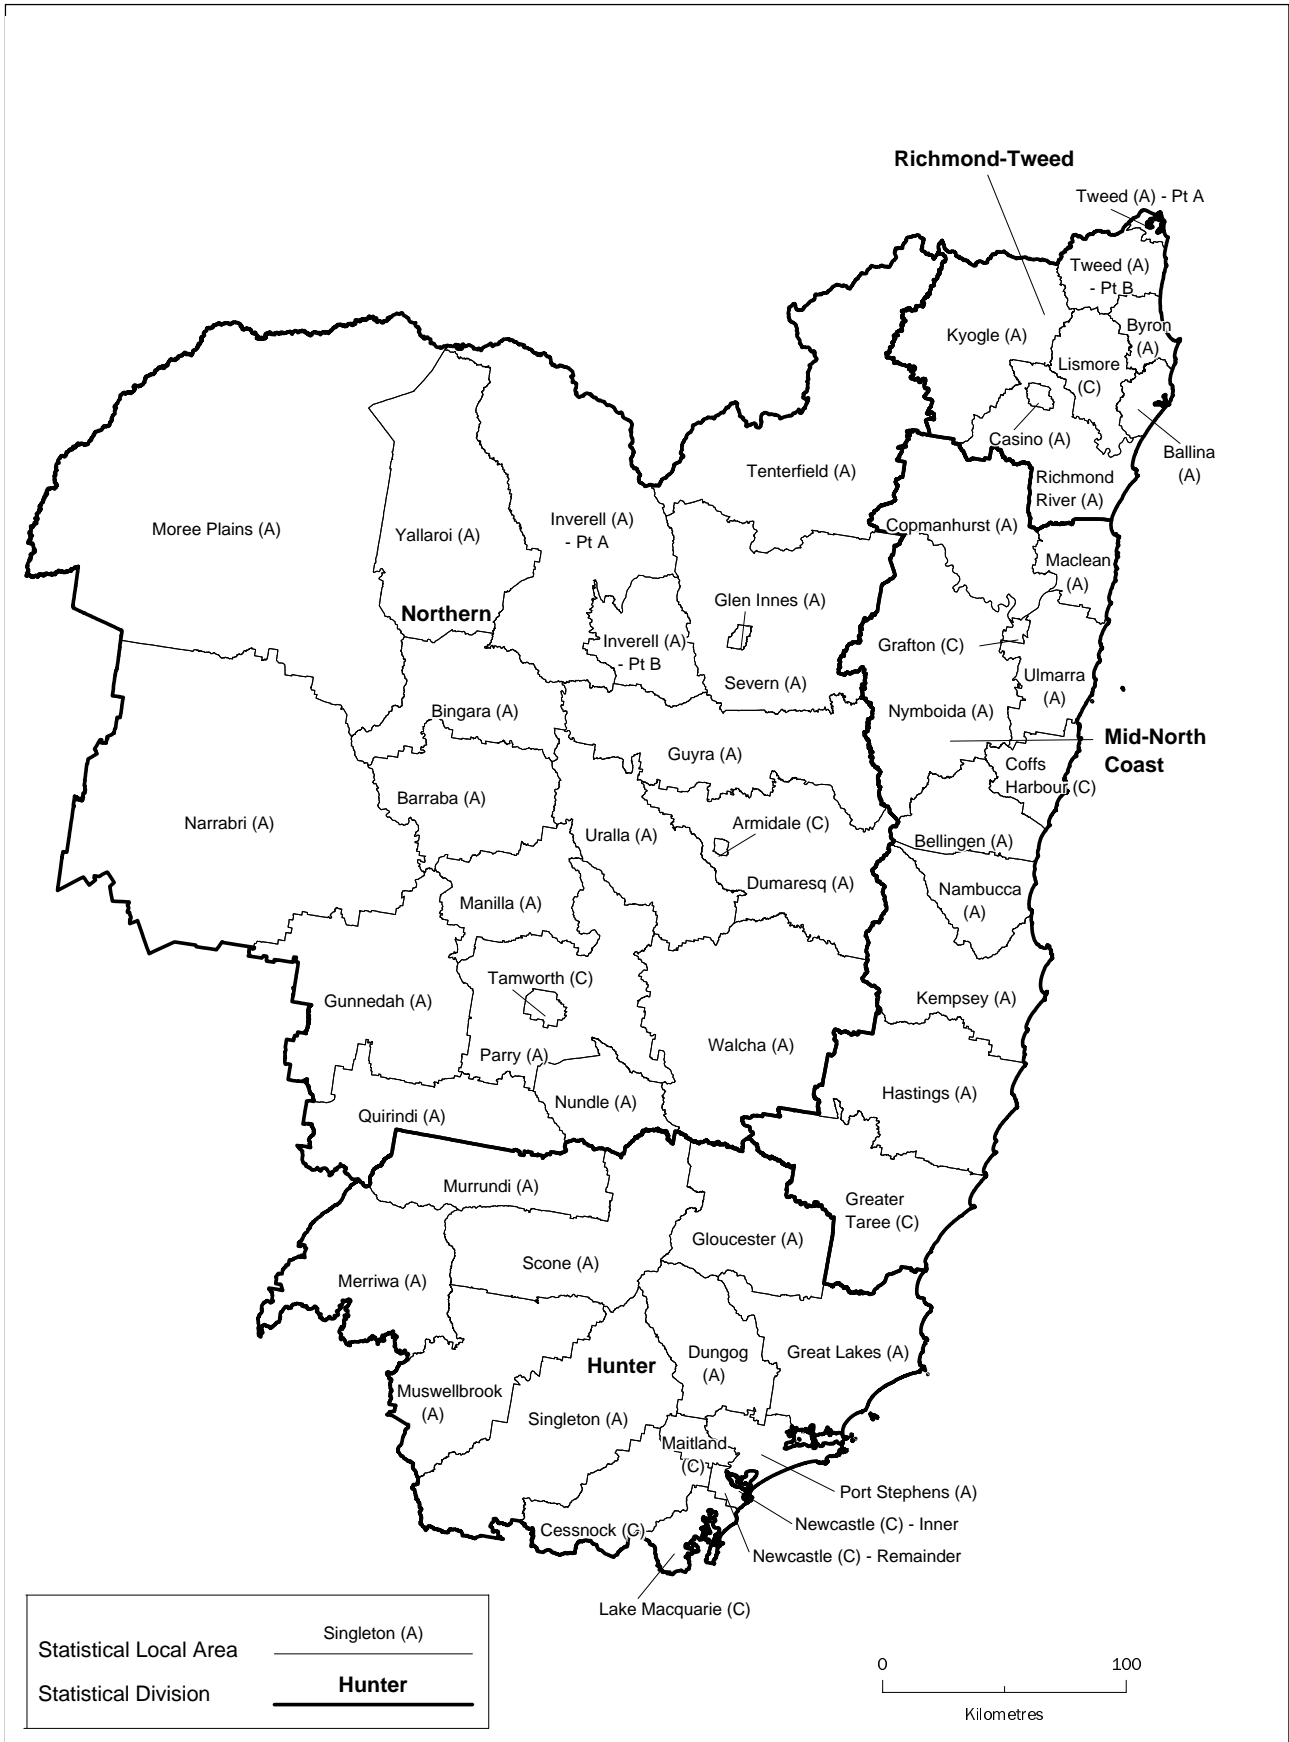 Richmond-Tweed
Tweed (A) - Pt A
Tweed (A)
- Pt B
Kyogle (A)
Byron
(A)
Lismore
(C)
Casino (A)
Ballina
(A)
Richmond
River (A)
Tenterfield (A)
Moree Plains (A)
Yallaroi (A)
Inverell (A)
- Pt A
Copmanhurst (A)
Maclean
(A)
Northern
Glen Innes (A)
Inverell (A)
- Pt B
Grafton (C)
Severn (A)
Ulmarra
(A)
Bingara (A)
Nymboida (A)
Mid-North
Coast
Guyra (A)
Coffs
Harbour (C)
Barraba (A)
Narrabri (A)
Uralla (A)
Armidale (C)
Bellingen (A)
Dumaresq (A)
Nambucca
(A)
Manilla (A)
Tamworth (C)
Gunnedah (A)
Kempsey (A)
Parry (A)
Walcha (A)
Hastings (A)
Nundle (A)
Quirindi (A)
Murrundi (A)
Greater
Taree (C)
Gloucester (A)
Scone (A)
Merriwa (A)
Dungog
(A)
Great Lakes (A)
Hunter
Muswellbrook
(A)
Singleton (A)
Maitland
(C)
Port Stephens (A)
Newcastle (C) - Inner
Cessnock (C)
Newcastle (C) - Remainder
Lake Macquarie (C)
Statistical Local Area
Singleton (A)
Statistical Division
Hunter
0 100
Kilometres